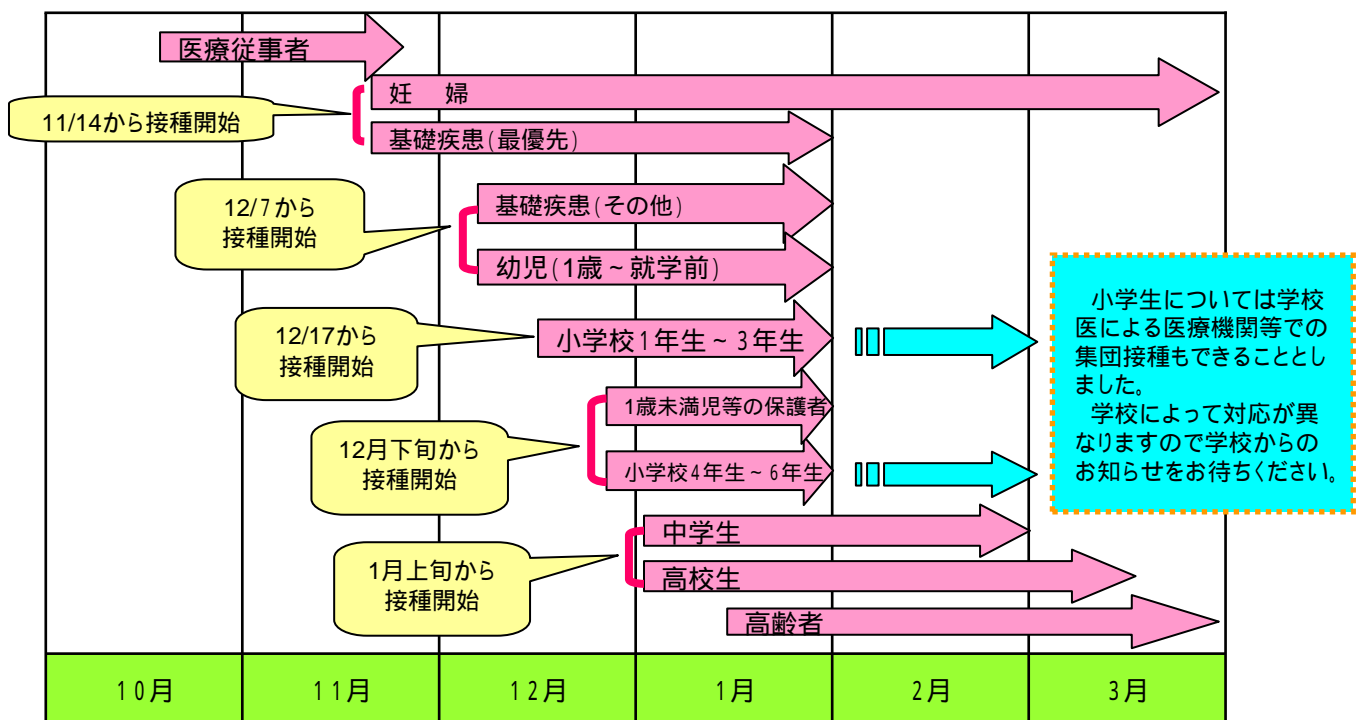 医療従事者
妊 婦
11/14から接種開始
基礎疾患(最優先)
12/7から
接種開始
基礎疾患(その他)
幼児(1歳～就学前)
12/17から
接種開始
小学校1年生～3年生
小学生については学校
医による医療機関等での
集団接種もできることとし
ました。
学校によって対応が異
なりますので学校からの
お知らせをお待ちください。
1歳未満児等の保護者
12月下旬から
接種開始
小学校4年生～6年生
中学生
1月上旬から
接種開始
高校生
高齢者
10月
11月
12月
1月
2月
3月